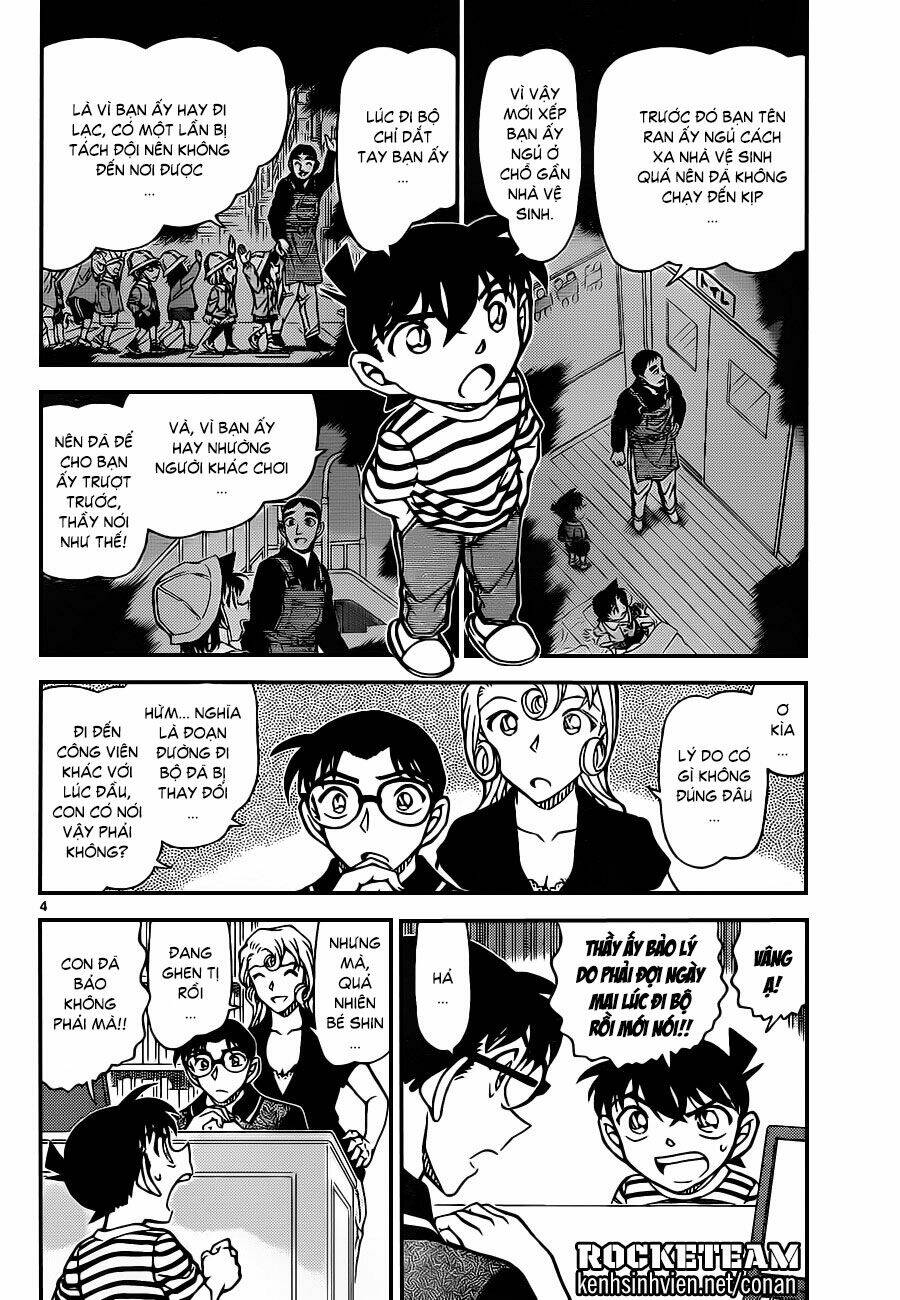 TRƯỚC ĐÓ BẠN TÊN
RAN ẤY NGỦ CÁCH
XA NHÀ VỆ SINH
QUÁ NÊN ĐÃ KHÔNG
CHẠY ĐẾN KỊP
...
VÌ VẬY
MỚI XẾP
BẠN ẤY
NGỦ Ở
CHỖ GẦN
NHÀ VỆ
SINH.
トイレ
LÚC ĐI BỘ
CHỈ DẮT
TAY BẠN ẤY
...
LÀ VÌ BẠN ẤY HAY ĐI
LẠC, CÓ MỘT LẦN BỊ
TÁCH ĐỘI NÊN KHÔNG
ĐẾN NƠI ĐƯỢC
...
VẢ, VÌ BẠN ẤY
HAY NHƯỜNG
NGƯỜI KHÁC CHƠI
...
NÊN ĐÃ ĐỂ
CHO BẠN
ẤY TRƯỢT
TRƯỚC,
THẦY NÓI
NHƯ THẾ!
Ơ
KÌA
...
LÝ DO CÓ
GÌ KHÔNG
ĐÚNG ĐÂU
...
HỪM... NGHĨA
LÀ ĐOẠN
ĐƯỜNG ĐI
BỘ ĐÃ BỊ
THAY ĐỔI
...
ĐI ĐẾN
CÔNG VIÊN
KHÁC VỚI
LÚC ĐẦU,
CON CÓ NÓI
VẬY PHẢI
KHÔNG?
4
VÂNG
Ạ!
THẦY ẤY BẢO LÝ
DO PHẢI ĐỢI NGÀY
MAI LÚC ĐI BỘ
RỒI MỚI NÓI!!
HẢ
...
NHƯNG
MÀ, QUẢ
NHIÊN
BÉ SHIN
...
ĐANG
GHEN TỊ
RỒI
...
CON ĐÃ
BẢO
KHÔNG
PHẢI MÀ!!
ROCKETEAM
kenhsinhvien.net/conan